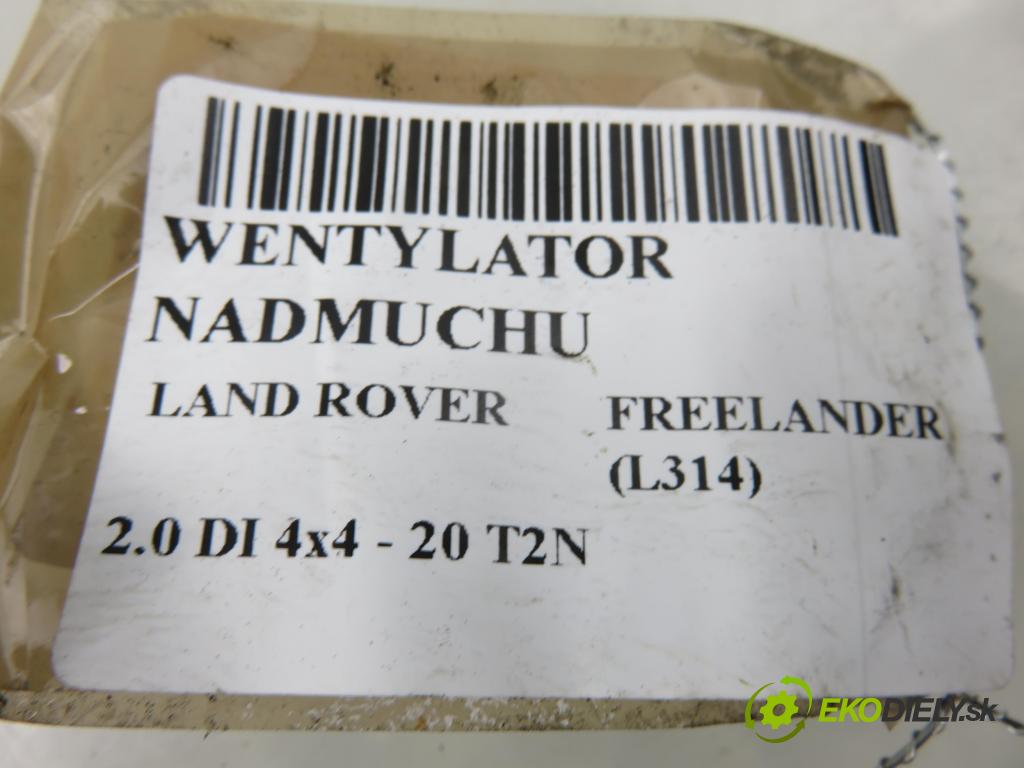 WENTYLATOR
NADMUCHU
LAND ROVER FREELANDER
(L314)
2.0 DI 4x4 - 20 T2N
EKODIELY.sk